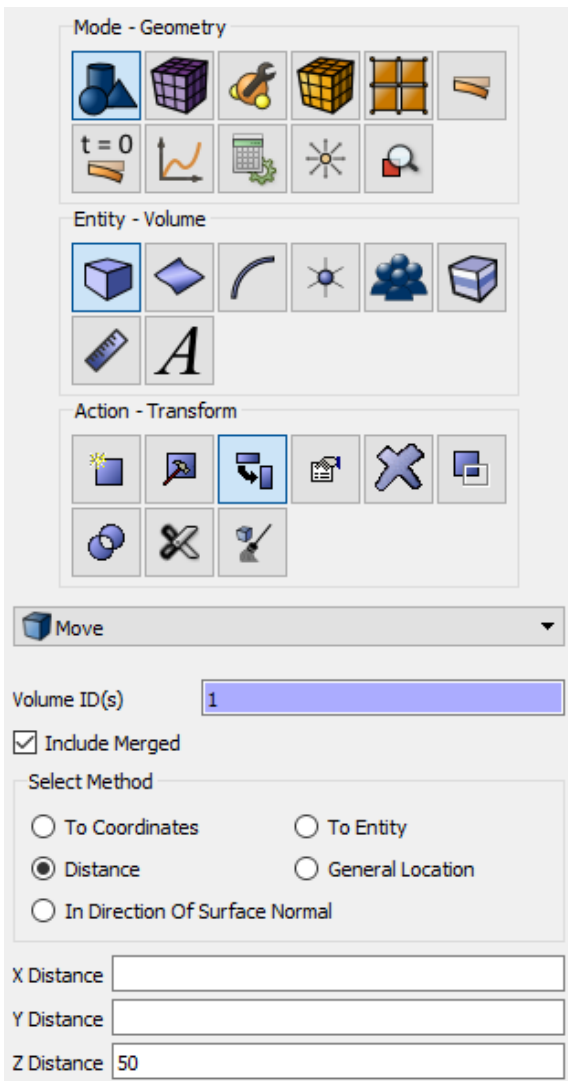 Mode - Geometry
t = 0
Entity - Volume
A
Action - Transform
Move
Volume ID(s) 1
Include Merged
Select Method
To Coordinates To Entity
Distance General Location
In Direction Of Surface Normal
X Distance
Y Distance
Z Distance 50